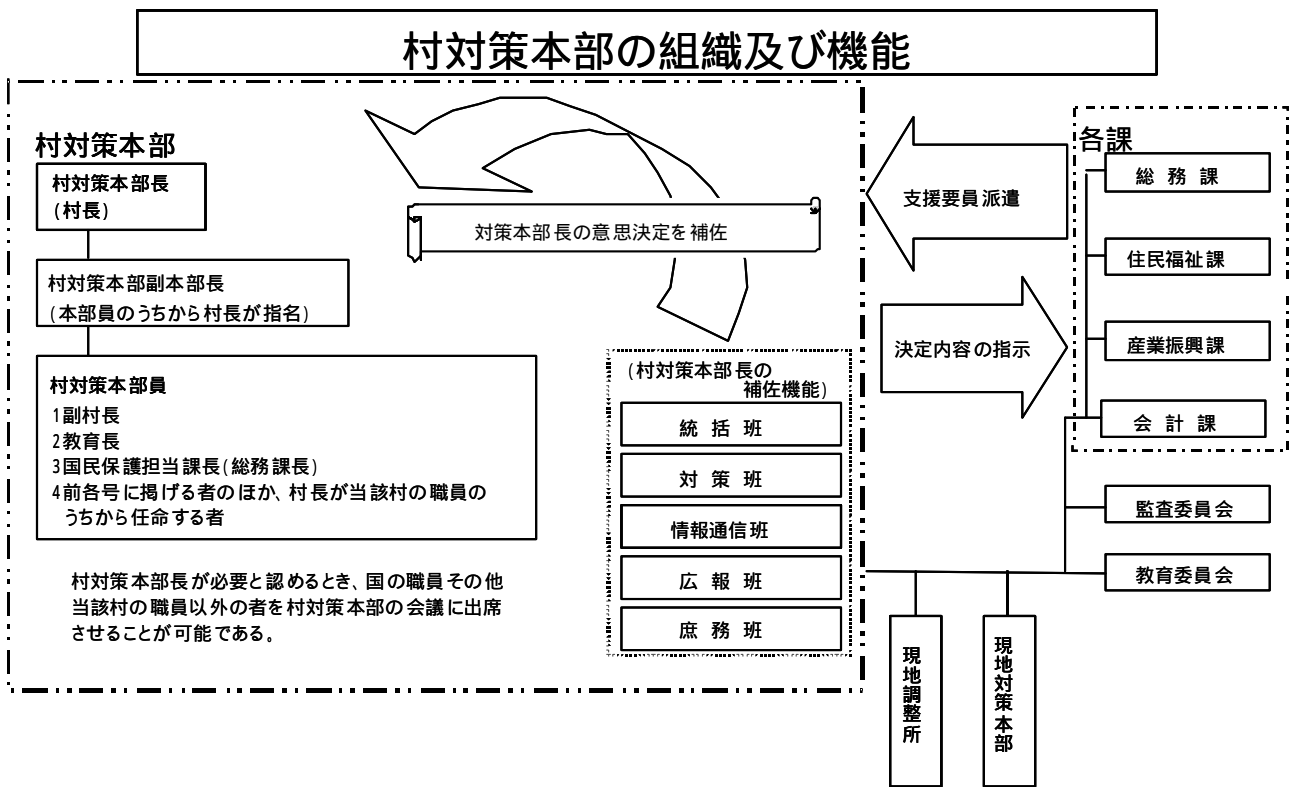 村対策本部の組織及び機能
村対策本部
村対策本部長
(村長)
村対策本部副本部長
(本部員のうちから村長が指名)
村対策本部員
1副村長
2教育長
3国民保護担当課長(総務課長)
4前各号に掲げる者のほか、村長が当該村の職員の
うちから任命する者
村対策本部長が必要と認めるとき、国の職員その他
当該村の職員以外の者を村対策本部の会議に出席
させることが可能である。
対策本部長の意思決定を補佐
(村対策本部長の
補佐機能)
統括班
対策班
情報通信班
広報班
庶務班
支援要員派遣
決定内容の指示
各課
総務課
住民福祉課
産業振興課
会計課
監査委員会
教育委員会
現地調整所
現地対策本部